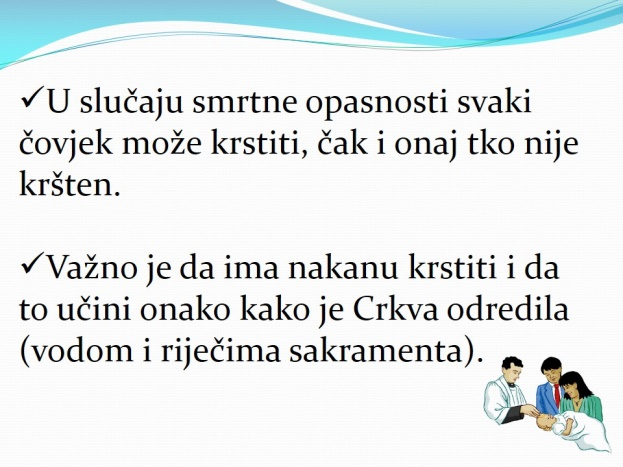 ✓U slučaju smrtne opasnosti svaki
čovjek može krstiti, čak i onaj tko nije
kršten.
✓Važno je da ima nakanu krstiti i da
to učini onako kako je Crkva odredila
(vodom i riječima sakramenta).